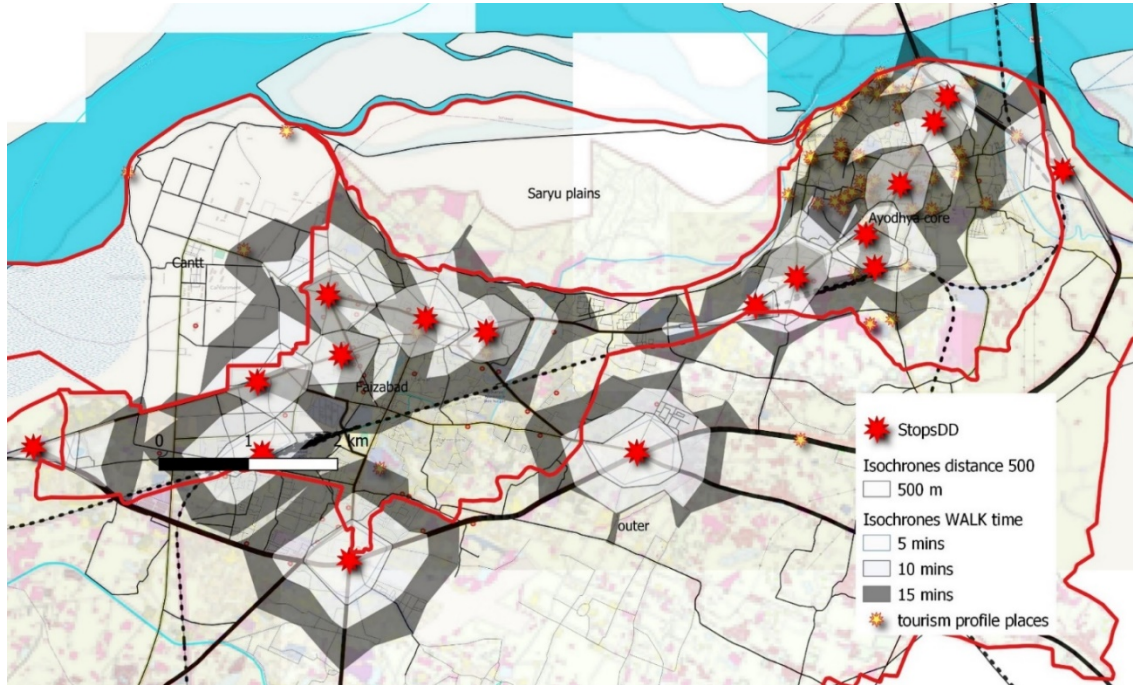 Saryu plains
Ayodhya core
Cantt
Faizabad
0 1 2 km
outer
StopsDD
Isochrones distance 500
500 m
Isochrones WALK time
5 mins
10 mins
15 mins
tourism profile places